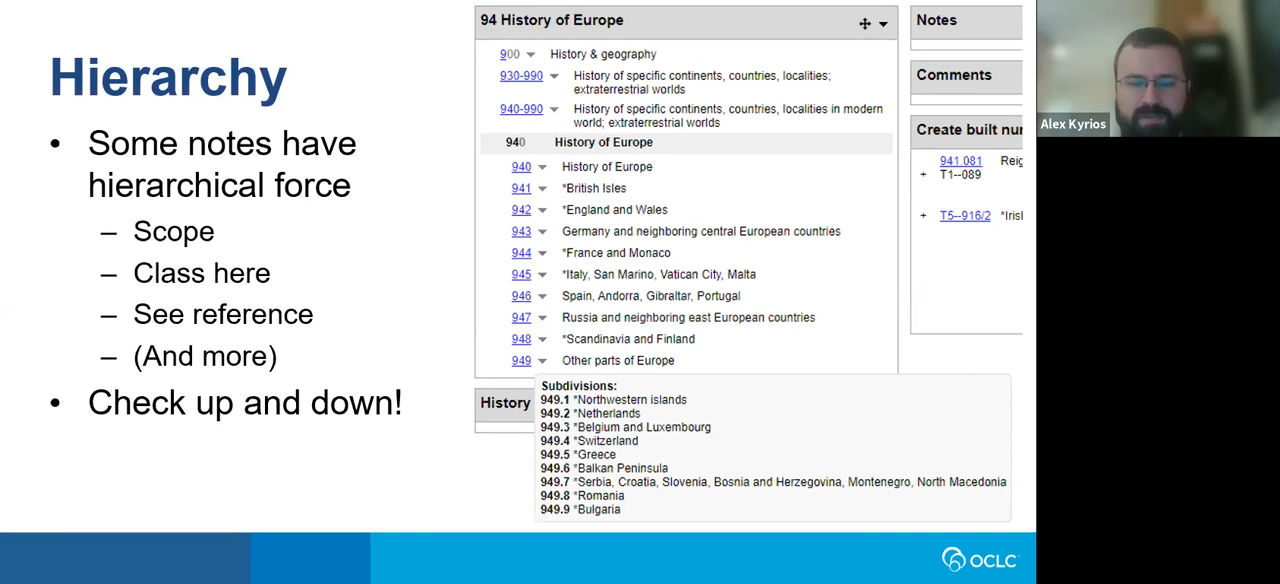 Hierarchy
• Some notes have
hierarchical force
– Scope
– Class here
– See reference
– (And more)
• Check up and down!
94 History of Europe
900 History & geography
930-990 History of specific continents, countries, localities;
extraterrestrial worlds
940-990 History of specific continents, countries, localities in modern
world; extraterrestrial worlds
940 History of Europe
940 History of Europe
941 *British Isles
942 *England and Wales
943 Germany and neighboring central European countries
944 *France and Monaco
945 *Italy, San Marino, Vatican City, Malta
946 Spain, Andorra, Gibraltar, Portugal
947 Russia and neighboring east European countries
948 *Scandinavia and Finland
949 Other parts of Europe
History
Subdivisions:
949.1 *Northwestern islands
949.2 *Netherlands
949.3 *Belgium and Luxembourg
949.4 *Switzerland
949.5 *Greece
949.6 *Balkan Peninsula
949.7 *Serbia, Croatia, Slovenia, Bosnia and Herzegovina, Montenegro, North Macedonia
949.8 *Romania
949.9 *Bulgaria
Notes
Comments
Create built nur
941.081 Reig
+ T1--089
+ T5--916/2 *Irisl
OCLC
Alex Kyrios